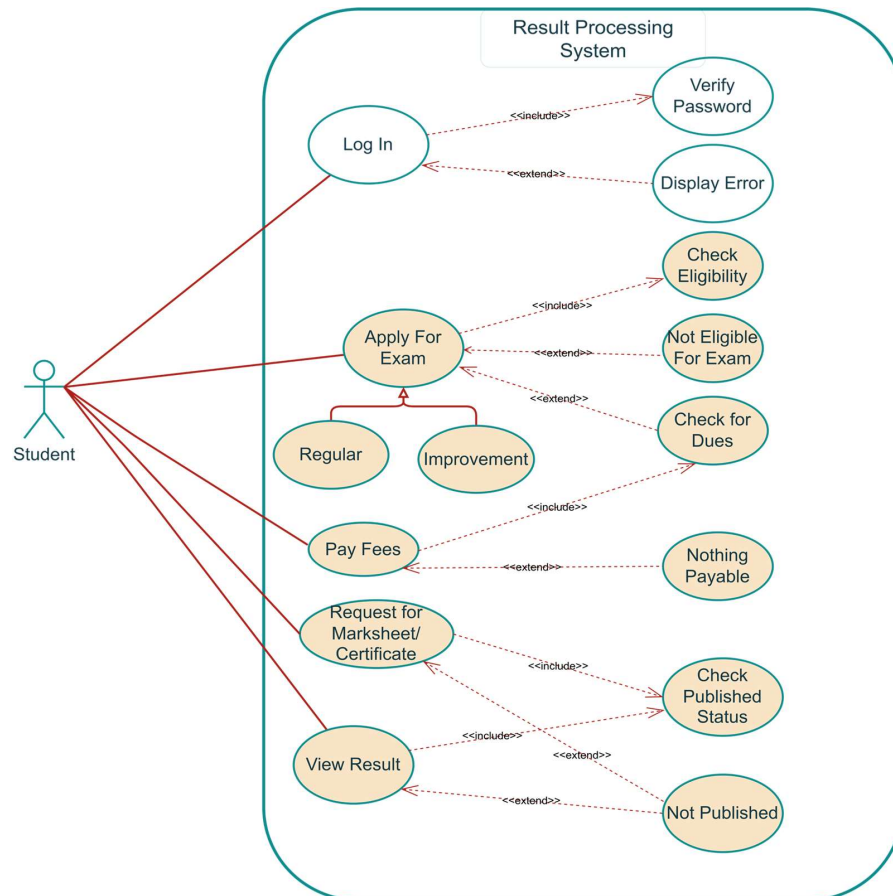 Result Processing
System
Verify
Password
<<include>>
Log In
<<extend>>
Display Error
Check
Eligibility
<<include>>
Apply For
Exam
Not Eligible
For Exam
<<extend>>
<<extend>>
Check for
Dues
Regular
Improvement
Student
<<include>>
Pay Fees
Nothing
Payable
<<extend>>
Request for
Marksheet/
Certificate
<<include>>
Check
Published
Status
<<include>>
View Result
<<extend>>
<<extend>>
Not Published